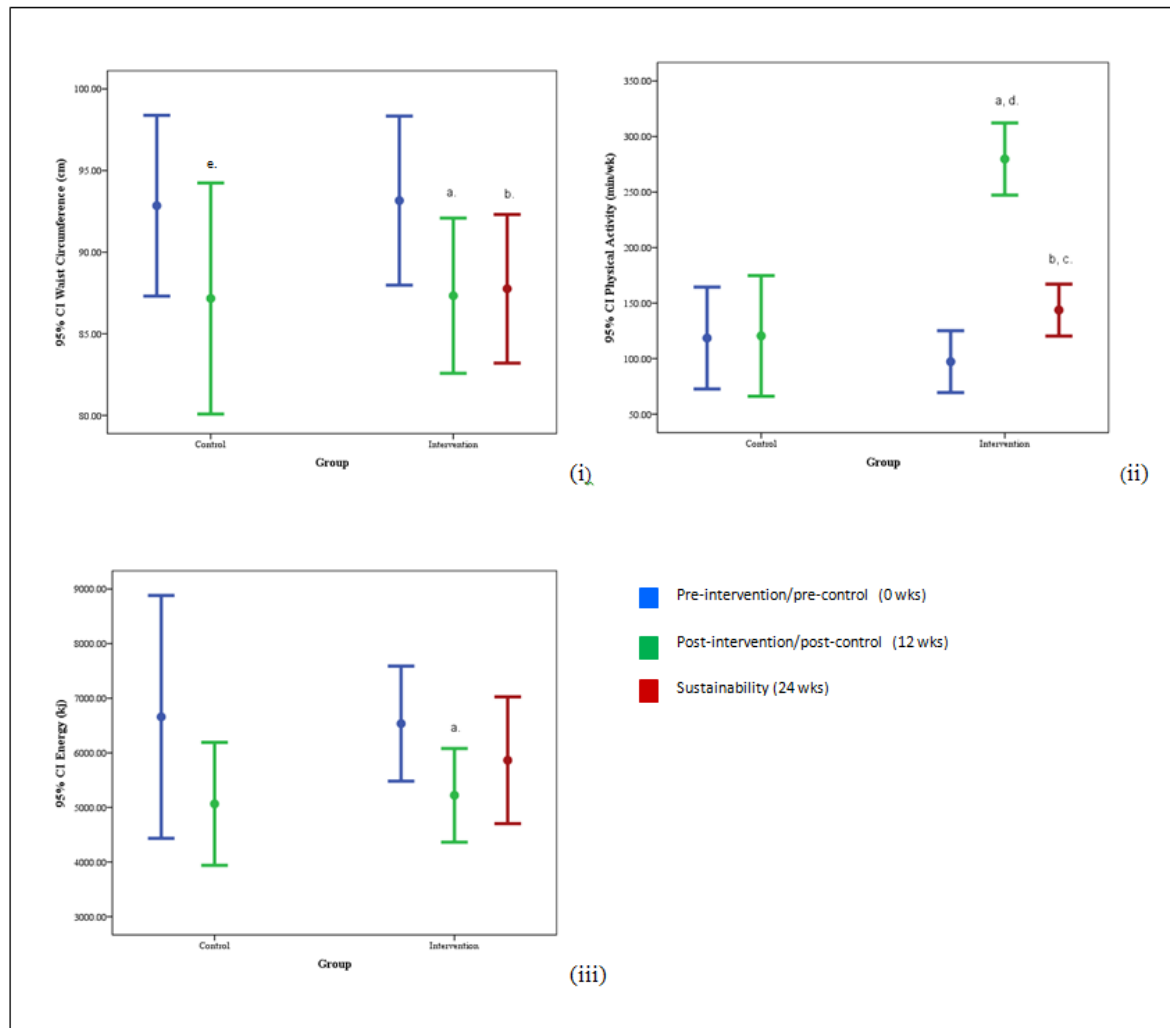 100.00
95.00
90.00
85.00
80.00
95% CI Waist Circumference (cm)
e.
a.
b.
Control
Intervention
Group
(i)
350.00
300.00
250.00
200.00
150.00
100.00
50.00
95% CI Physical Activity (min/wk)
a, d.
b, c.
Control
Intervention
Group
(ii)
9000.00
8000.00
7000.00
6000.00
5000.00
4000.00
3000.00
95% CI Energy (kj)
a.
Control
Intervention
Group
(iii)
Pre-intervention/pre-control (0 wks)
Post-intervention/post-control (12 wks)
Sustainability (24 wks)